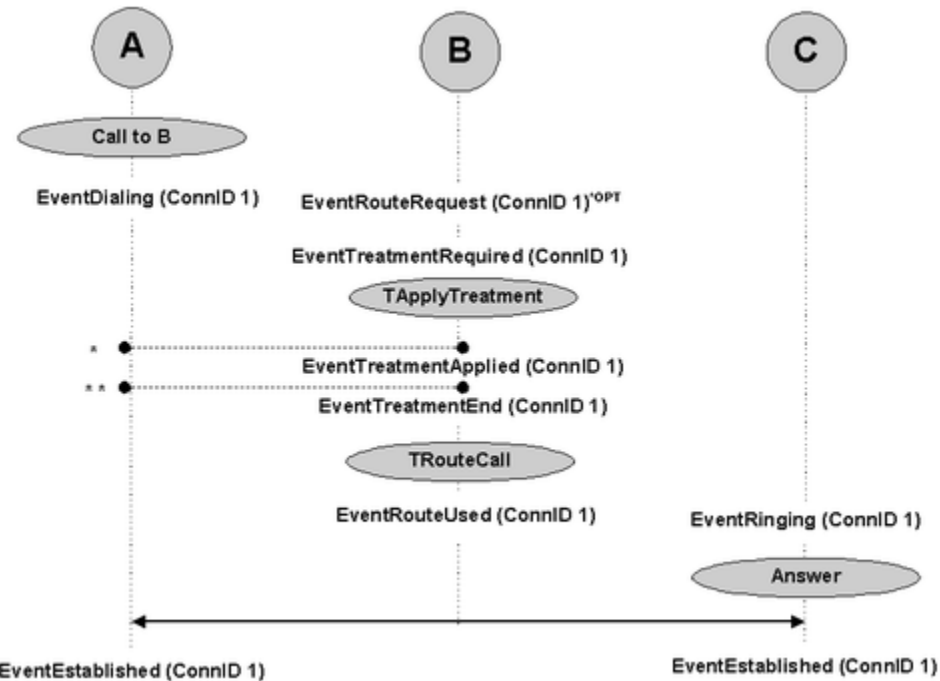 A
B
C
Call to B
EventDialing (ConnID 1)
EventRouteRequest (ConnID 1)*OPT
EventTreatmentRequired (ConnID 1)
TApplyTreatment
*
EventTreatmentApplied (ConnID 1)
**
EventTreatmentEnd (ConnID 1)
TRouteCall
EventRouteUsed (ConnID 1)
EventRinging (ConnID 1)
Answer
EventEstablished (ConnID 1)
EventEstablished (ConnID 1)